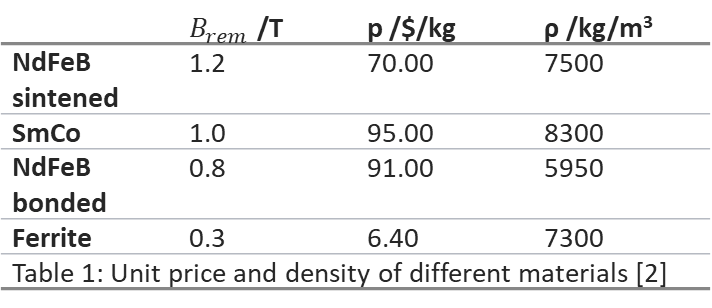 B_rem /T p /$/kg ρ /kg/m³
NdFeB 1.2 70.00 7500
sintened
SmCo 1.0 95.00 8300
NdFeB 0.8 91.00 5950
bonded
Ferrite 0.3 6.40 7300
Table 1: Unit price and density of different materials [2]